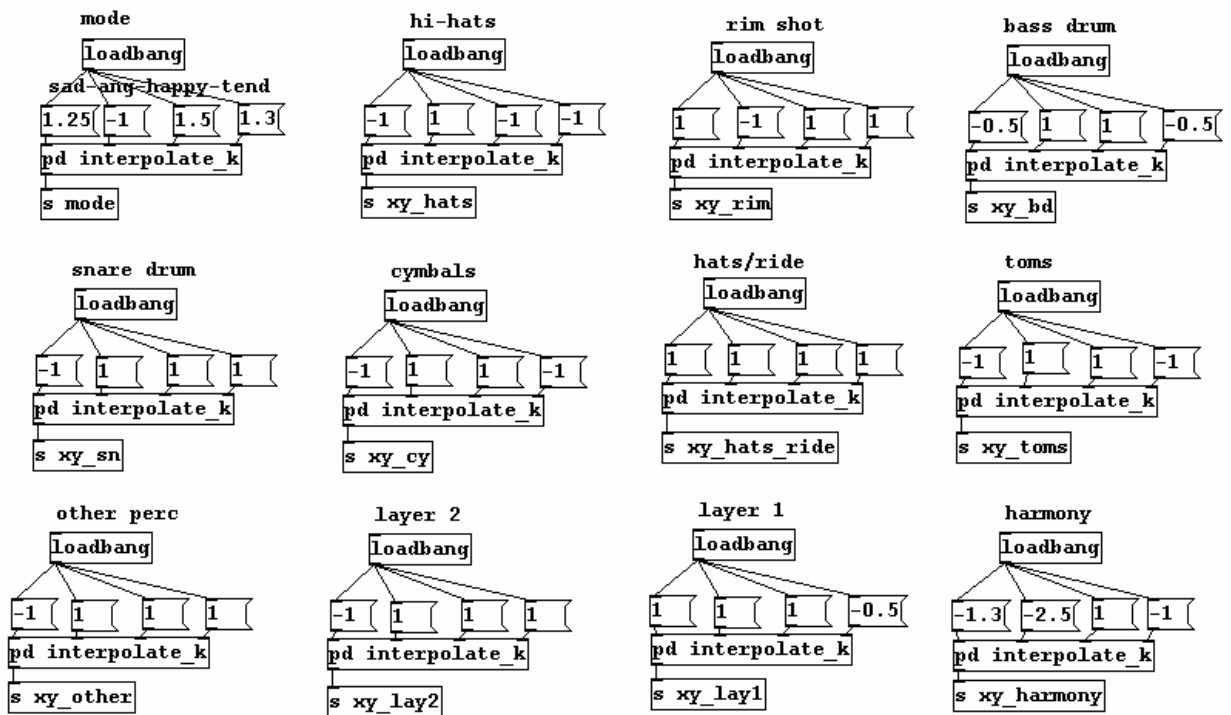 mode
loadbang
sad-ang-happy-tend
1.25 -1 1.5 1.3
pd interpolate_k
s mode
hi-hats
loadbang
-1 1 -1 -1
pd interpolate_k
s xy_hats
rim shot
loadbang
1 -1 1 1
pd interpolate_k
s xy_rim
bass drum
loadbang
-0.5 1 1 -0.5
pd interpolate_k
s xy_bd
snare drum
loadbang
-1 1 1 1
pd interpolate_k
s xy_sn
cymbals
loadbang
-1 1 1 -1
pd interpolate_k
s xy_cy
hats/ride
loadbang
1 1 1 1
pd interpolate_k
s xy_hats_ride
toms
loadbang
-1 1 1 -1
pd interpolate_k
s xy_toms
other perc
loadbang
-1 1 1 1
pd interpolate_k
s xy_other
layer 2
loadbang
-1 1 1 1
pd interpolate_k
s xy_lay2
layer 1
loadbang
1 1 1 -0.5
pd interpolate_k
s xy_lay1
harmony
loadbang
-1.3 -2.5 1 -1
pd interpolate_k
s xy_harmony